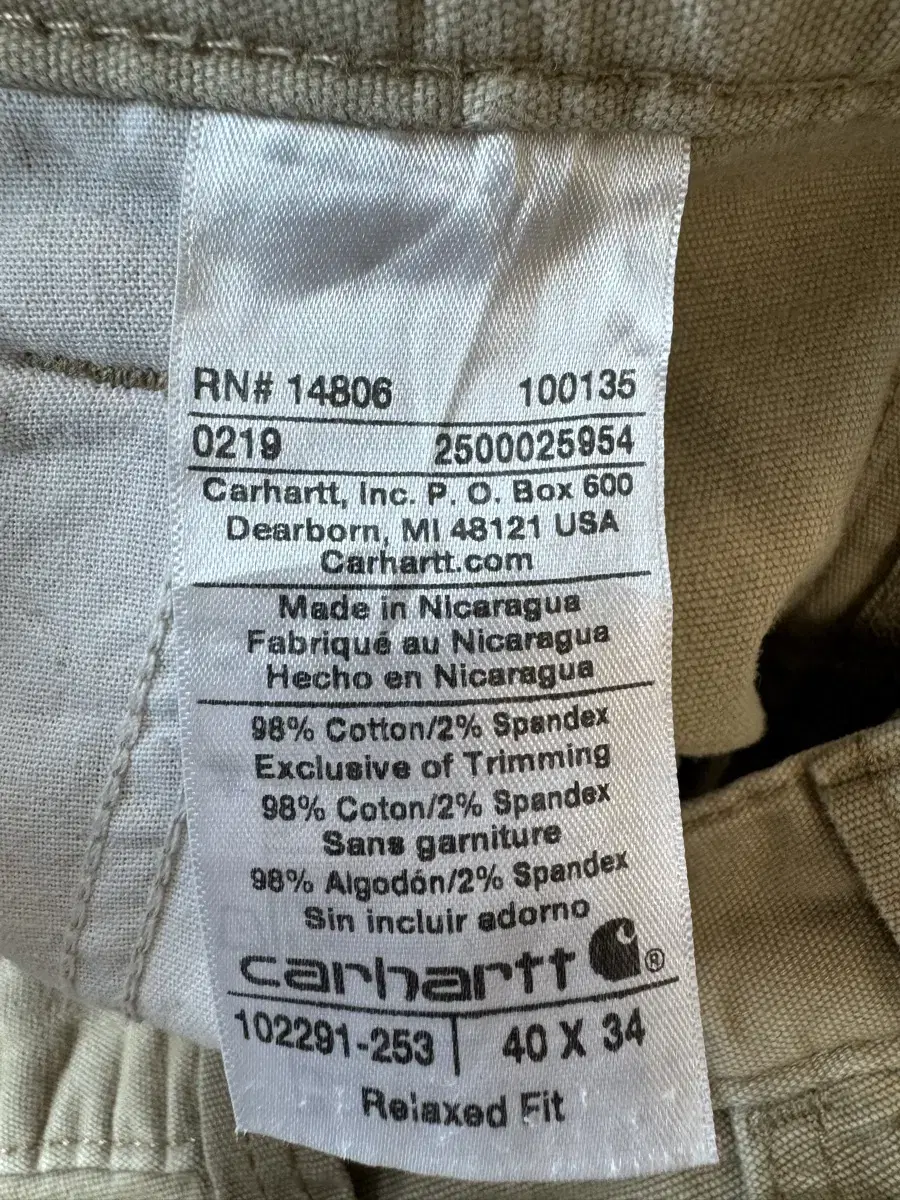 RN# 14806 100135
0219 2500025954
Carhartt, Inc. P. O. Box 600
Dearborn, MI 48121 USA
Carhartt.com
Made in Nicaragua
Fabriqué au Nicaragua
Hecho en Nicaragua
98% Cotton/2% Spandex
Exclusive of Trimming
98% Coton/2% Spandex
Sans garniture
98% Algodón/2% Spandex
Sin incluir adorno
carhartt ®
102291-253 | 40 X 34
Relaxed Fit